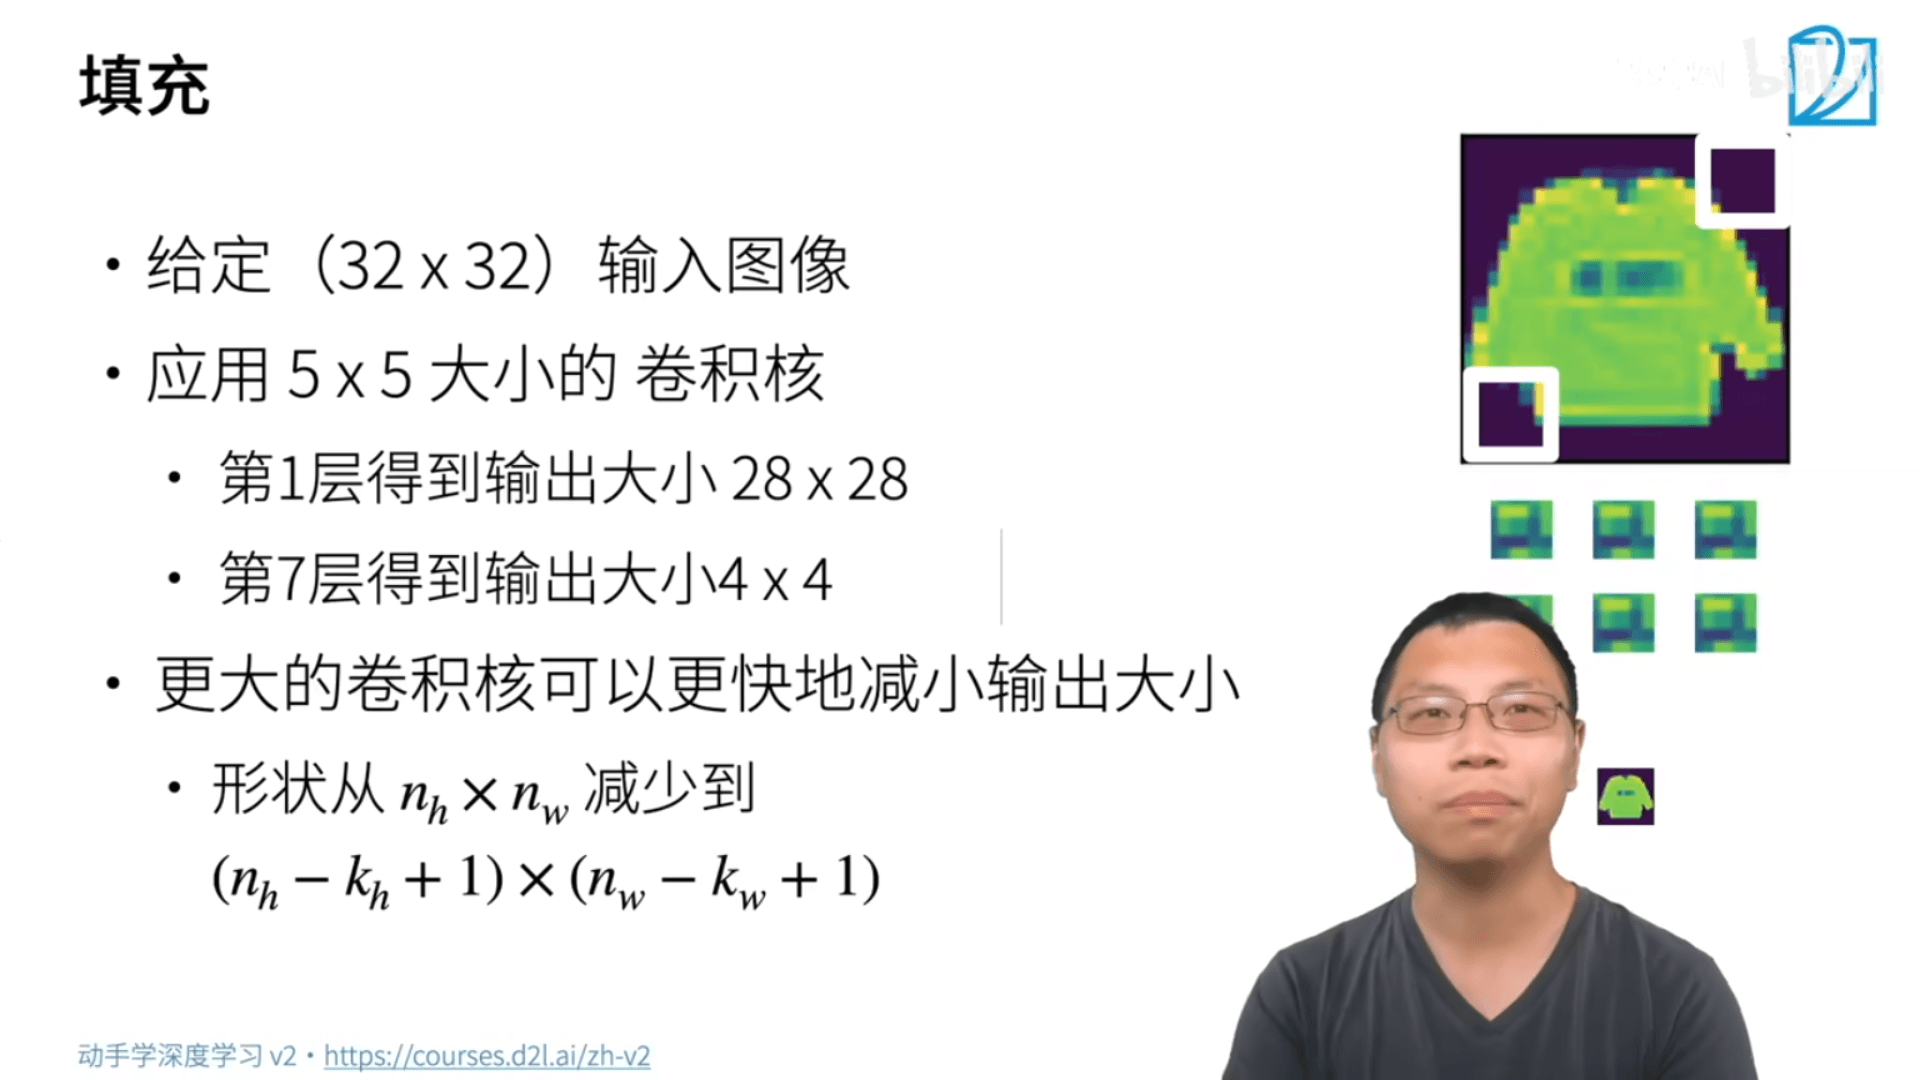 填充
• 给定（32 x 32）输入图像
• 应用 5 x 5 大小的 卷积核
• 第1层得到输出大小 28 x 28
• 第7层得到输出大小4 x 4
• 更大的卷积核可以更快地减小输出大小
• 形状从 n_h × n_w 减少到
(n_h − k_h + 1) × (n_w − k_w + 1)
动手学深度学习 v2 • https://courses.d2l.ai/zh-v2